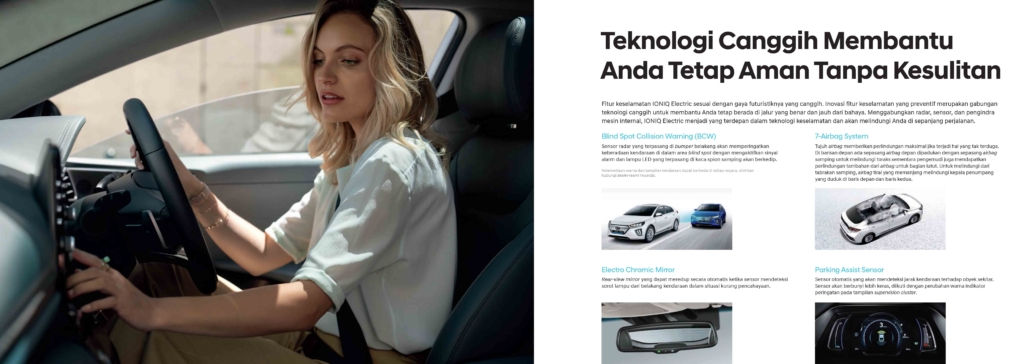 Teknologi Canggih Membantu
Anda Tetap Aman Tanpa Kesulitan
Fitur keselamatan IONIQ Electric sesuai dengan gaya futuristiknya yang canggih. Inovasi fitur keselamatan yang preventif merupakan gabungan
teknologi canggih untuk membantu Anda tetap berada di jalur yang benar dan jauh dari bahaya. Menggabungkan radar, sensor, dan pengindra
mesin internal, IONIQ Electric menjadi yang terdepan dalam teknologi keselamatan dan akan melindungi Anda di sepanjang perjalanan.
Blind Spot Collision Warning (BCW)
Sensor radar yang terpasang di bumper belakang akan memperingatkan
keberadaan kendaraan di dalam area blind spot dengan mengaktifkan sinyal
alarm dan lampu LED yang terpasang di kaca spion samping akan berkedip.
7-Airbag System
Tujuh airbag memberikan perlindungan maksimal jika terjadi hal yang tak terduga.
Di barisan depan ada sepasang airbag depan dipadukan dengan sepasang airbag
samping untuk melindungi toraks sementara pengemudi juga mendapatkan
perlindungan tambahan dari airbag untuk bagian lutut. Untuk melindungi dari
tabrakan samping, airbag tirai yang memanjang melindungi kepala penumpang
yang duduk di baris depan dan baris kedua.
Electro Chromic Mirror
Rear-view mirror yang dapat meredup secara otomatis ketika sensor mendeteksi
sorot lampu dari belakang kendaraan dalam situasi kurang pencahayaan.
Parking Assist Sensor
Sensor otomatis yang akan mendeteksi jarak kendaraan terhadap obyek sekitar.
Sensor akan berbunyi lebih keras, diikuti dengan perubahan warna indikator
peringatan pada tampilan supervision cluster.